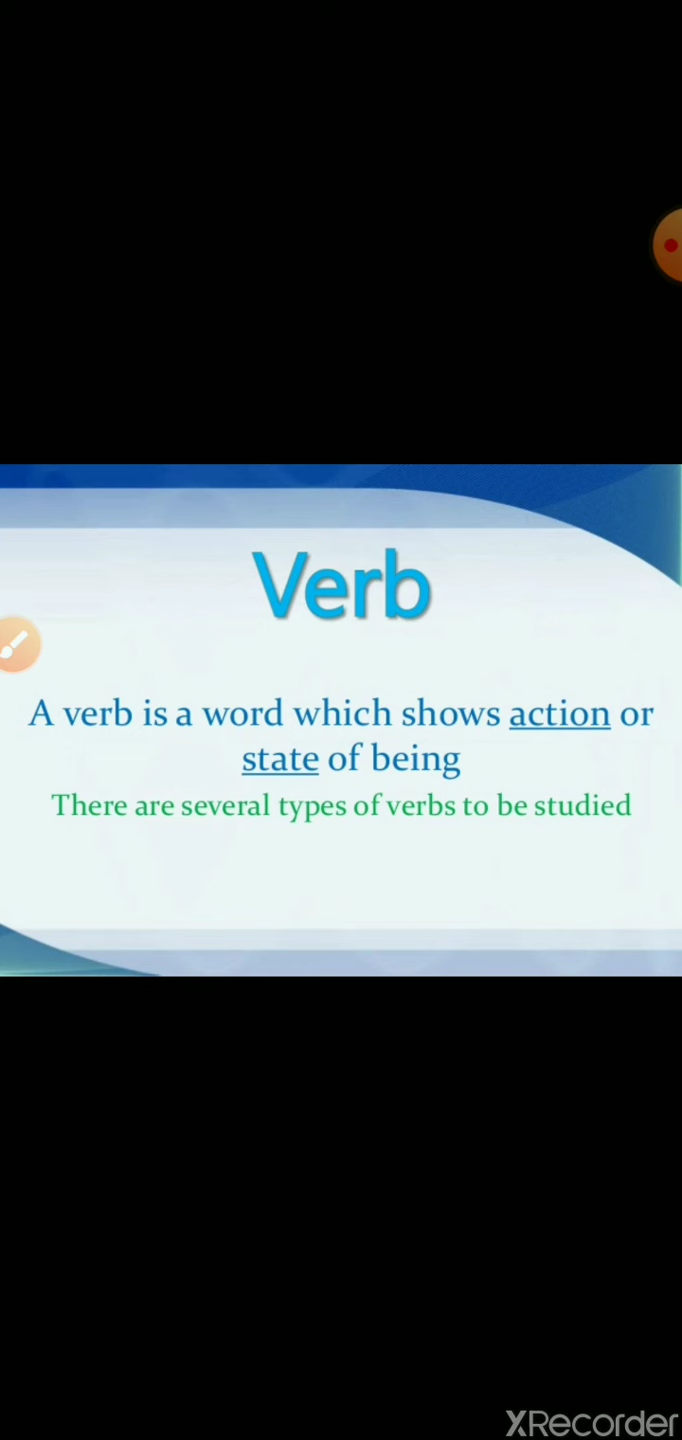 Verb
A verb is a word which shows action or
state of being
There are several types of verbs to be studied
XRecorder